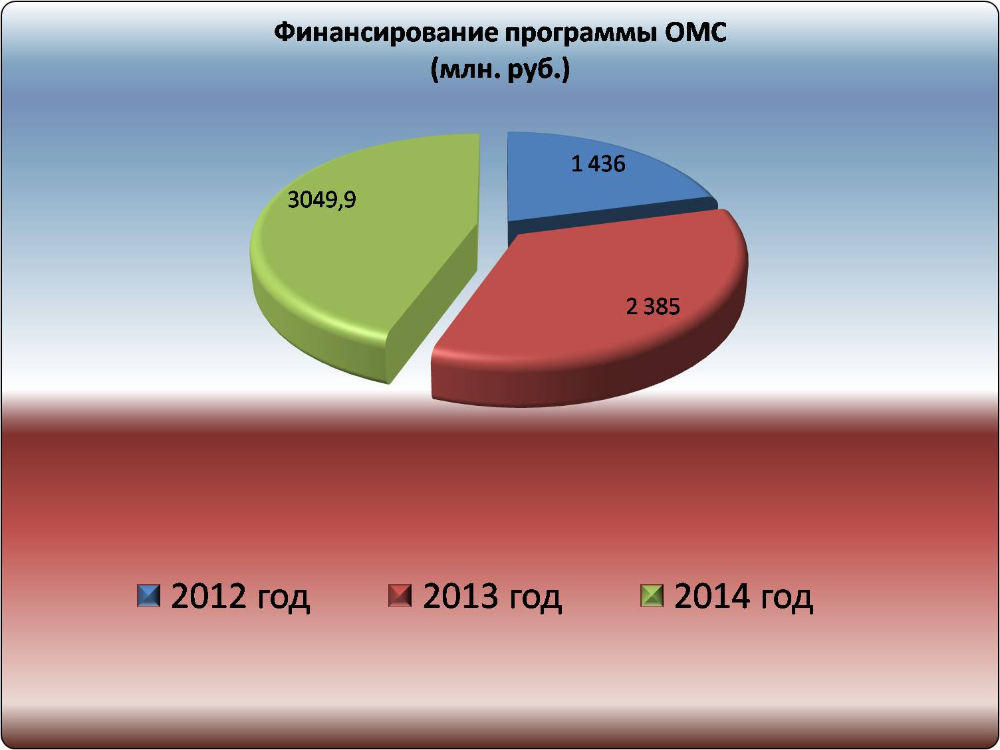 Финансирование программы ОМС
(млн. руб.)
1 436
3049,9
2 385
2012 год
2013 год
2014 год